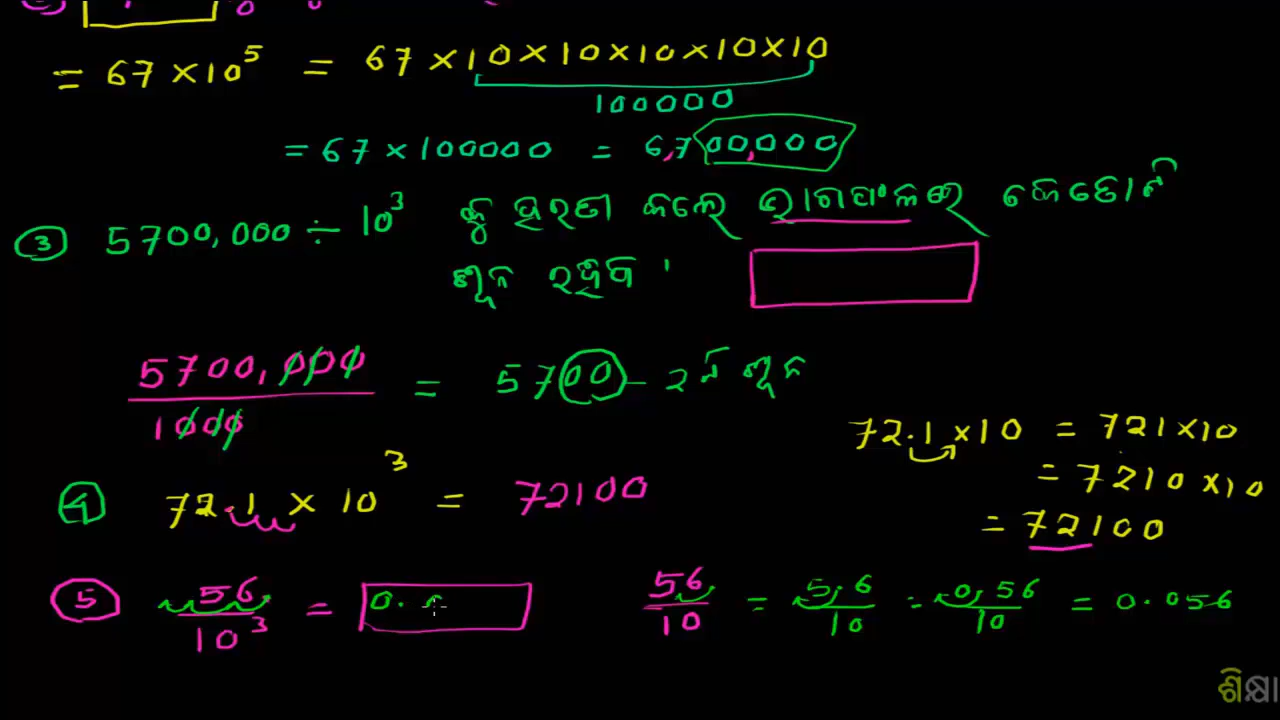 = 67 × 10⁵ = 67 × 10 × 10 × 10 × 10 × 10
100000
= 67 × 100000 = 6,700,000
③ 5700,000 ÷ 10³ କୁ ହରଣ କଲେ ଭାଗଫଳରେ କେତୋଟି
ଶୂନ ରହିବ ।
5700,000 / 1000 = 5700 – 2ଟି ଶୂନ
72.1 × 10 = 721 × 10
= 7210 × 10
= 72100
④ 72.1 × 10³ = 72100
⑤ 56 / 10³ = 0. 56 / 10 = 5.6 / 10 = 0.56 / 10 = 0.056
ଶିକ୍ଷା